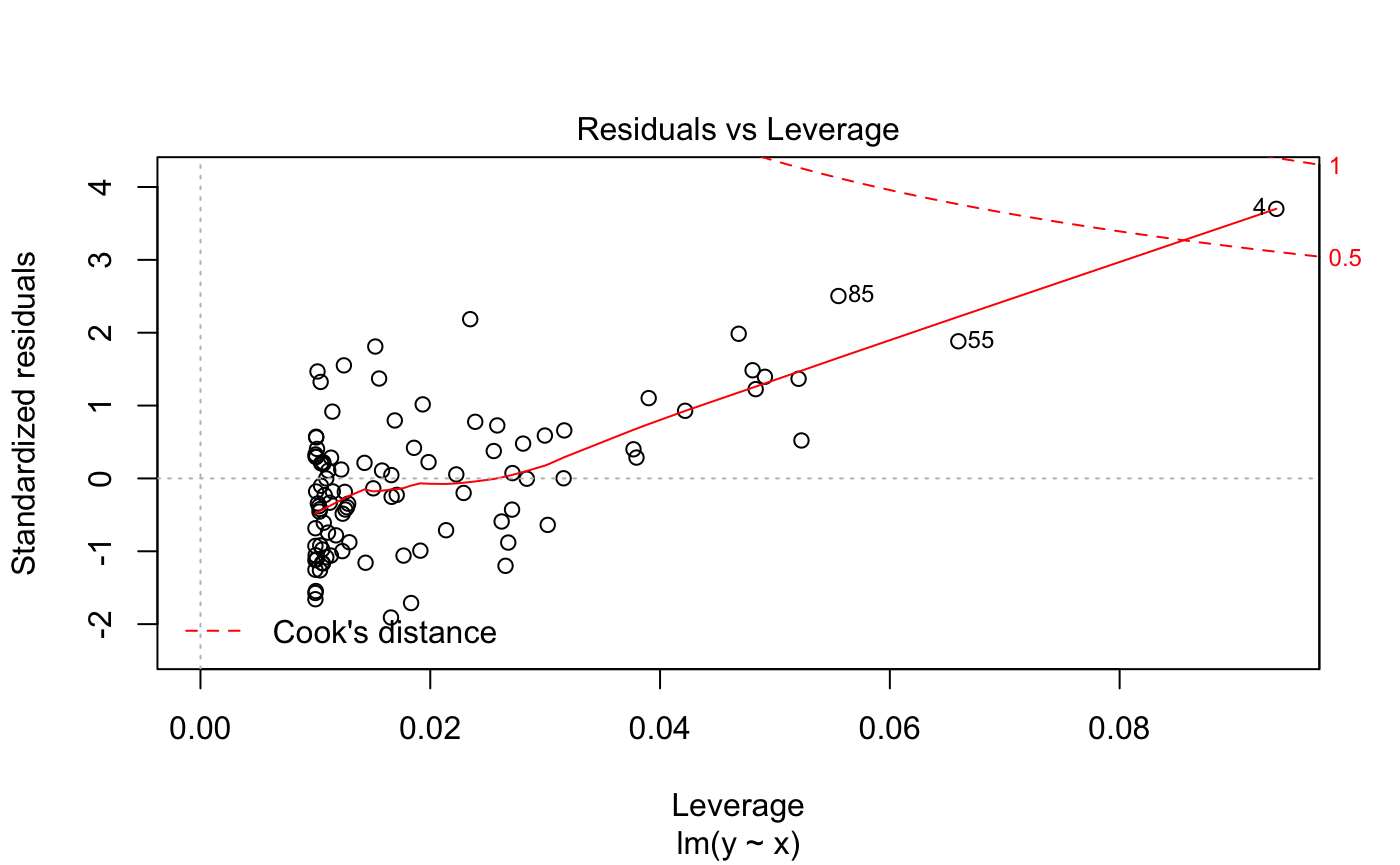 Residuals vs Leverage
Standardized residuals
4
3
2
1
0
-1
-2
1
0.5
4
85
55
Cook's distance
0.00 0.02 0.04 0.06 0.08
Leverage
lm(y ~ x)